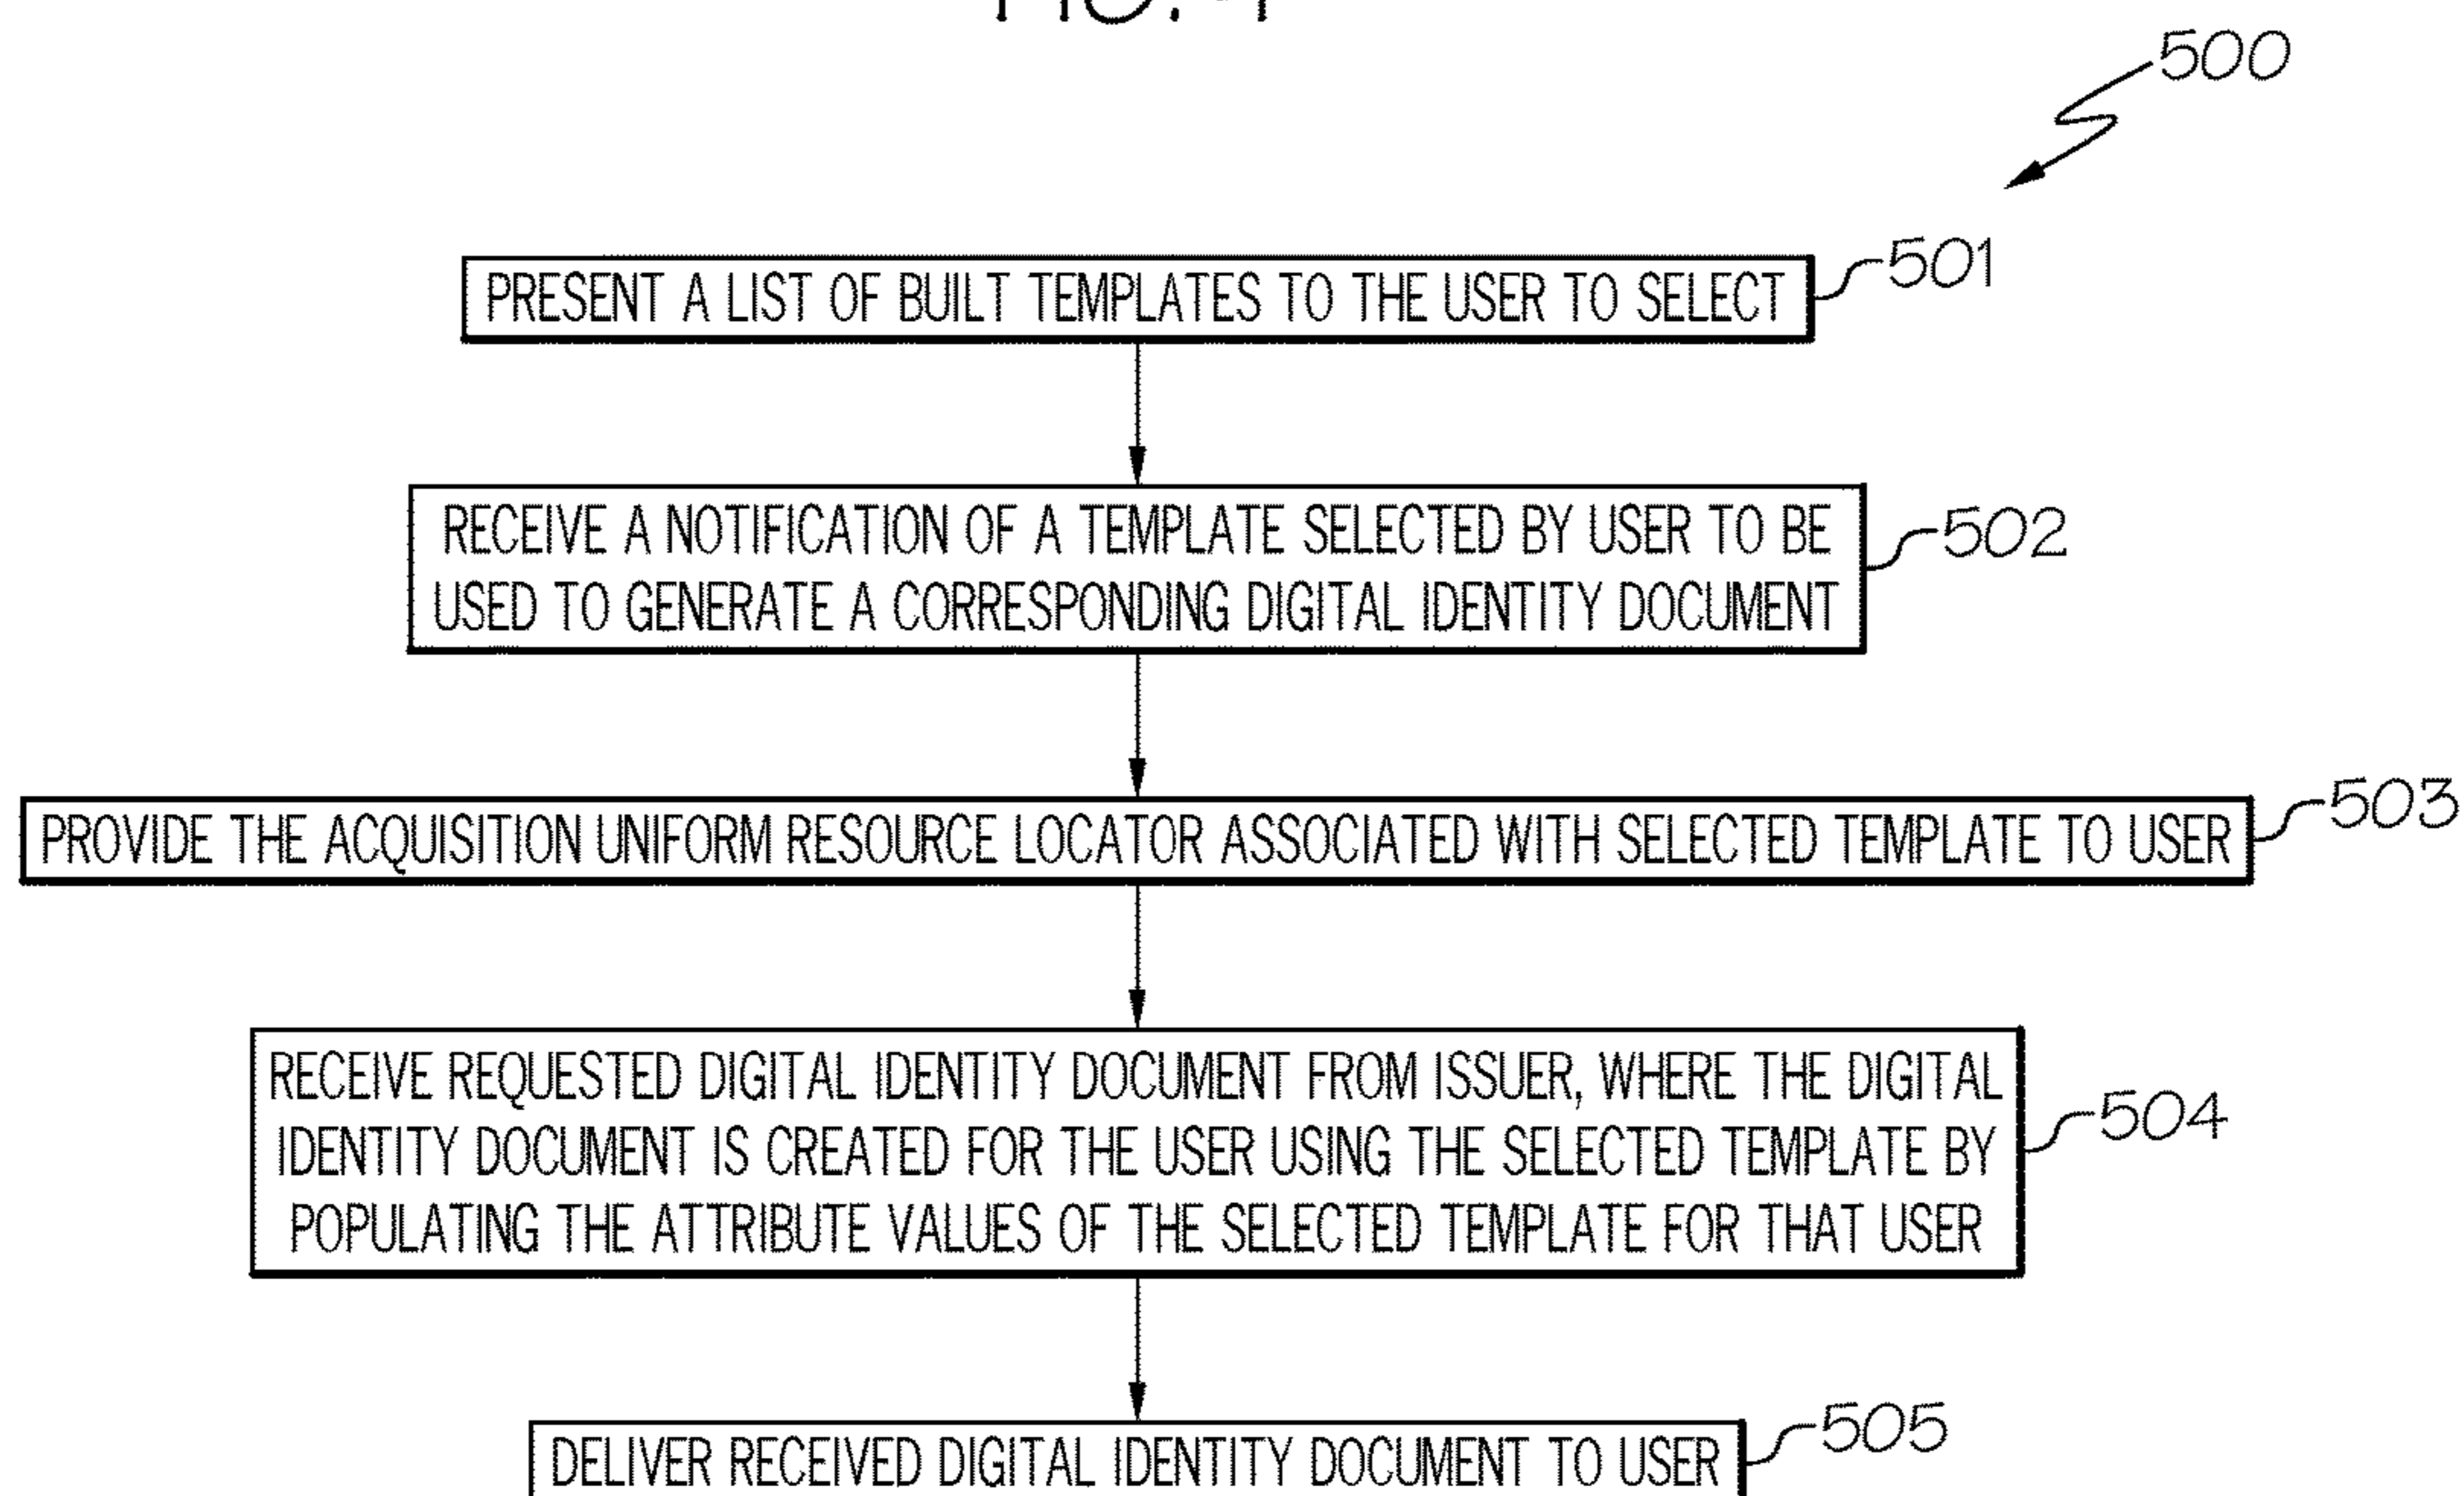 500
PRESENT A LIST OF BUILT TEMPLATES TO THE USER TO SELECT
501
RECEIVE A NOTIFICATION OF A TEMPLATE SELECTED BY USER TO BE
USED TO GENERATE A CORRESPONDING DIGITAL IDENTITY DOCUMENT
502
PROVIDE THE ACQUISITION UNIFORM RESOURCE LOCATOR ASSOCIATED WITH SELECTED TEMPLATE TO USER
503
RECEIVE REQUESTED DIGITAL IDENTITY DOCUMENT FROM ISSUER, WHERE THE DIGITAL
IDENTITY DOCUMENT IS CREATED FOR THE USER USING THE SELECTED TEMPLATE BY
POPULATING THE ATTRIBUTE VALUES OF THE SELECTED TEMPLATE FOR THAT USER
504
DELIVER RECEIVED DIGITAL IDENTITY DOCUMENT TO USER
505